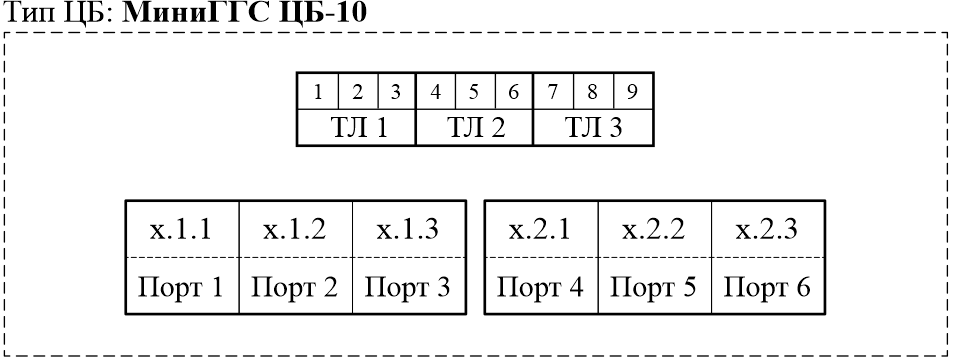 Тип ЦБ: МиниГГС ЦБ-10
1 2 3 4 5 6 7 8 9
ТЛ 1 ТЛ 2 ТЛ 3
x.1.1 x.1.2 x.1.3 x.2.1 x.2.2 x.2.3
Порт 1 Порт 2 Порт 3 Порт 4 Порт 5 Порт 6